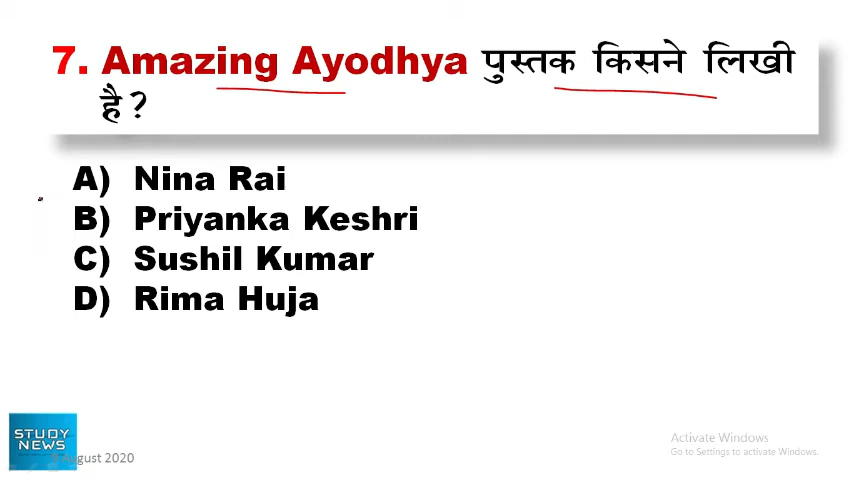 7. Amazing Ayodhya पुस्तक किसने लिखी
है?
A) Nina Rai
B) Priyanka Keshri
C) Sushil Kumar
D) Rima Huja
STUDY
NEWS
August 2020
Activate Windows
Go to Settings to activate Windows.